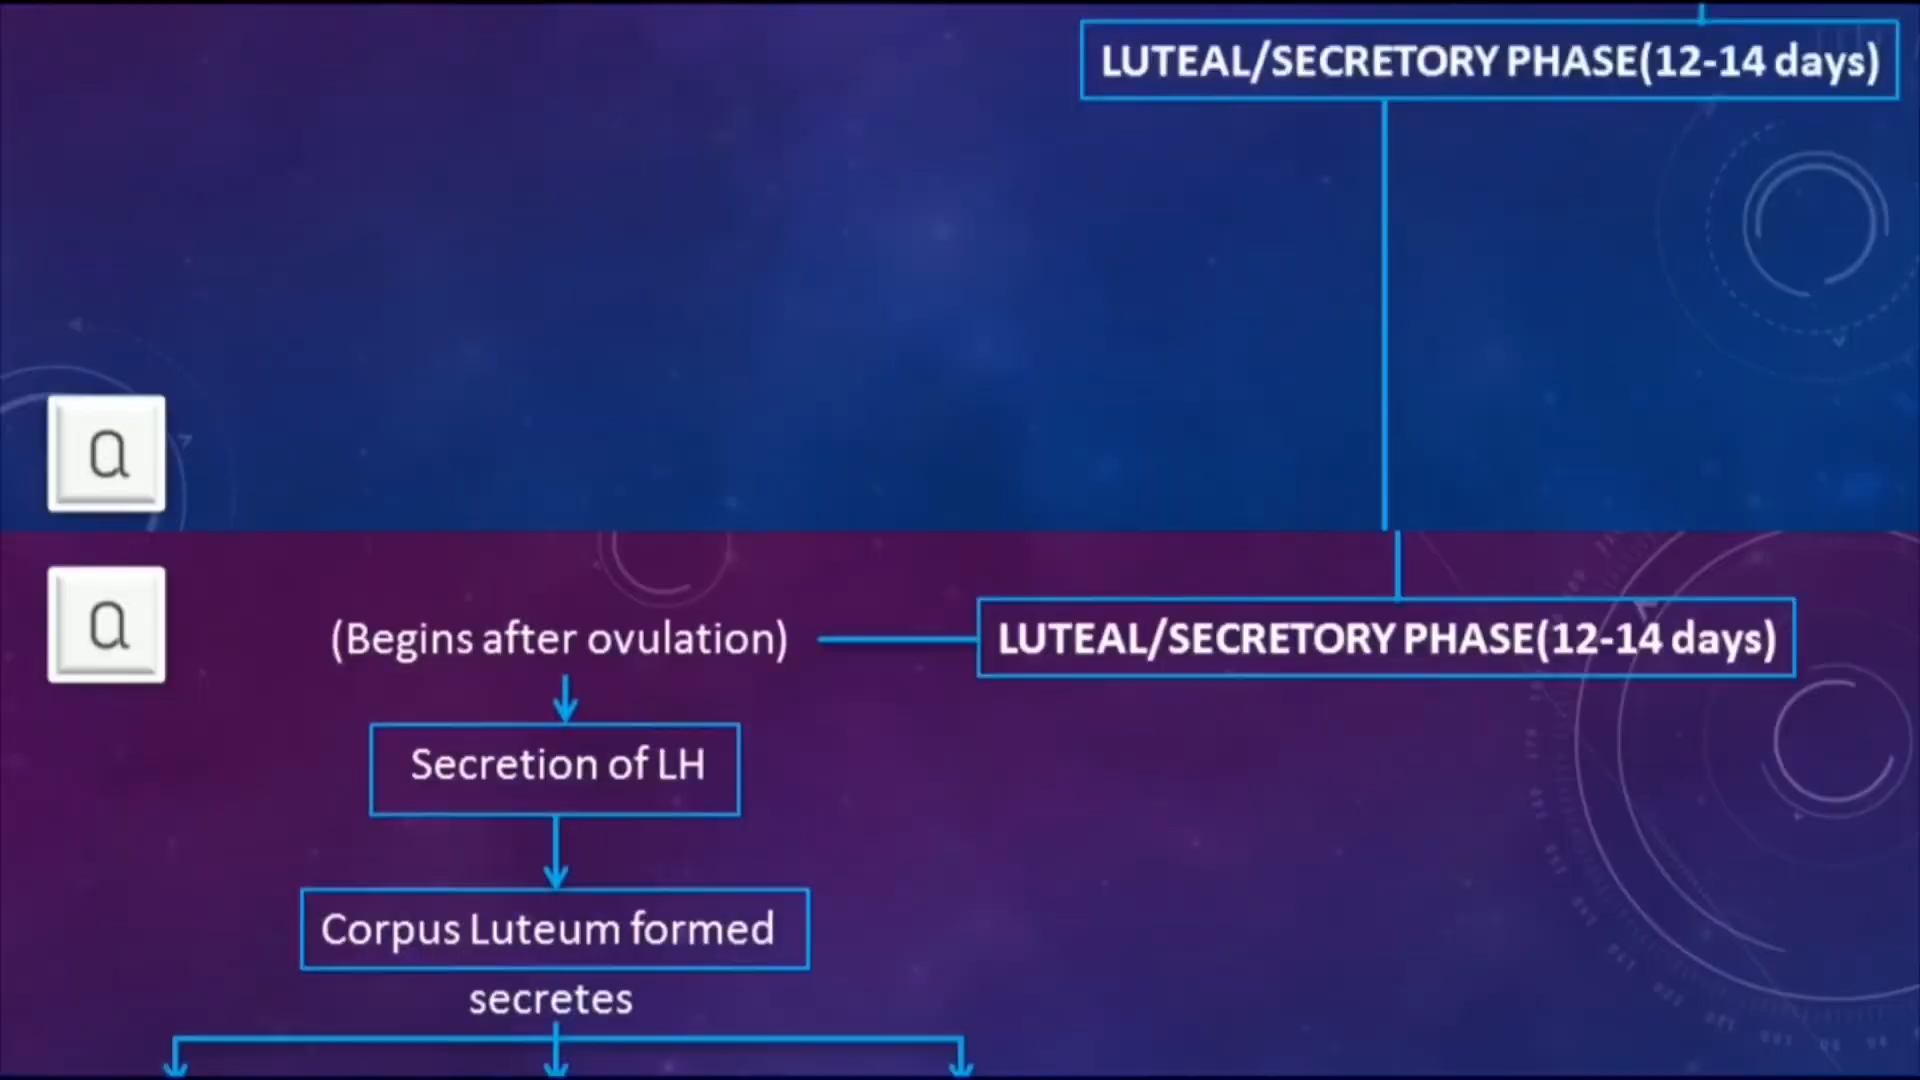 LUTEAL/SECRETORY PHASE(12-14 days)
a
a
(Begins after ovulation)
LUTEAL/SECRETORY PHASE(12-14 days)
Secretion of LH
Corpus Luteum formed
secretes